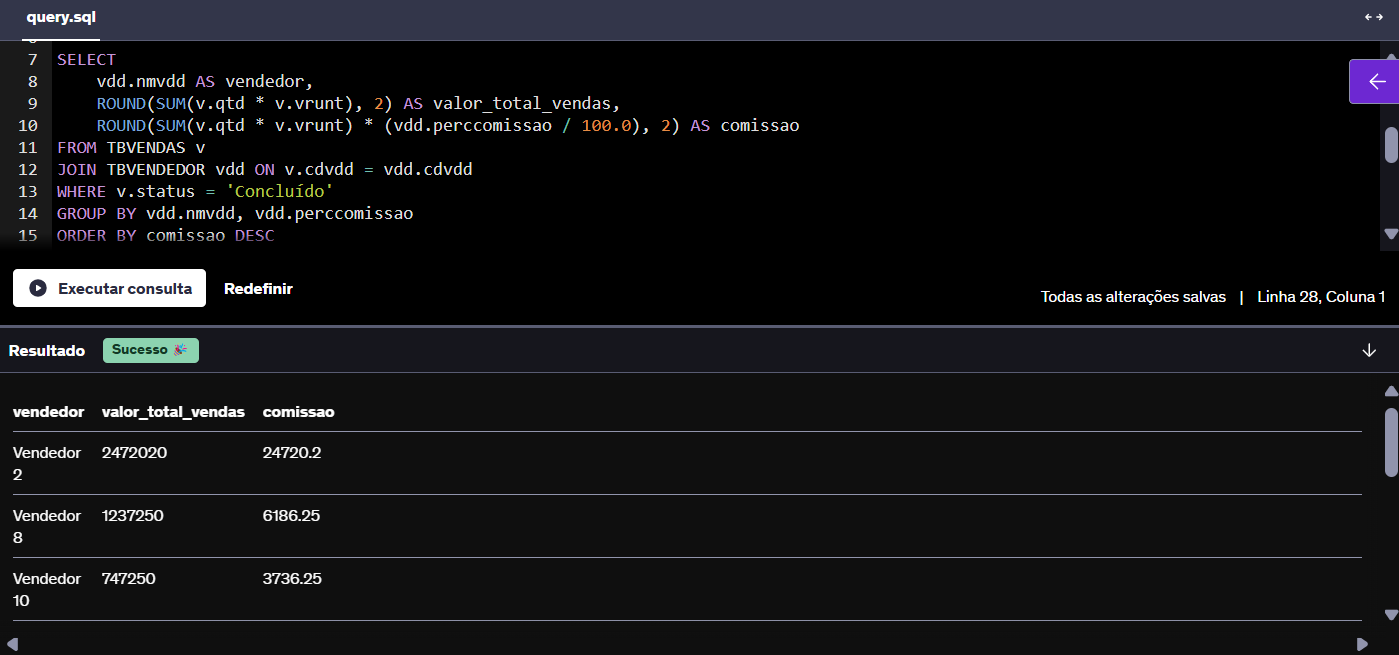 query.sql
7 SELECT
8 vdd.nmvdd AS vendedor,
9 ROUND(SUM(v.qtd * v.vrunt), 2) AS valor_total_vendas,
10 ROUND(SUM(v.qtd * v.vrunt) * (vdd.perccomissao / 100.0), 2) AS comissao
11 FROM TBVENDAS v
12 JOIN TBVENDEDOR vdd ON v.cdvdd = vdd.cdvdd
13 WHERE v.status = 'Concluído'
14 GROUP BY vdd.nmvdd, vdd.perccomissao
15 ORDER BY comissao DESC
Executar consulta Redefinir
Todas as alterações salvas | Linha 28, Coluna 1
Resultado Sucesso 🎉
vendedor valor_total_vendas comissao
Vendedor 2472020 24720.2
2
Vendedor 1237250 6186.25
8
Vendedor 747250 3736.25
10